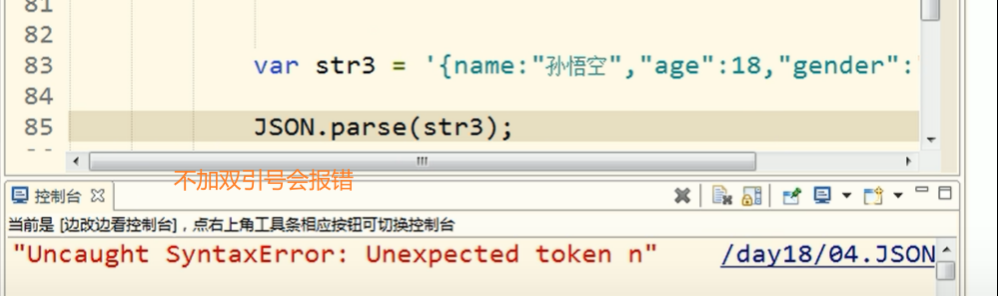 81
82
83 var str3 = '{name:"孙悟空","age":18,"gender":
84
85 JSON.parse(str3);
不加双引号会报错
控制台
当前是 [边改边看控制台]，点右上角工具条相应按钮可切换控制台
"Uncaught SyntaxError: Unexpected token n" /day18/04.JSON